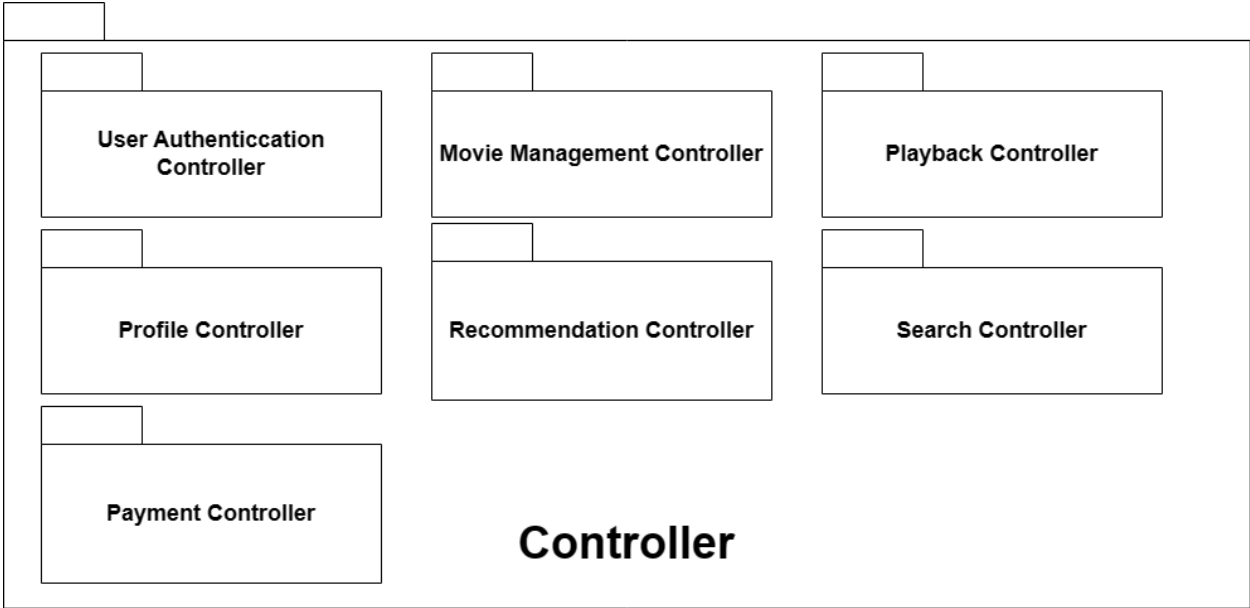 User Authenticcation
Controller
Movie Management Controller
Playback Controller
Profile Controller
Recommendation Controller
Search Controller
Payment Controller
Controller